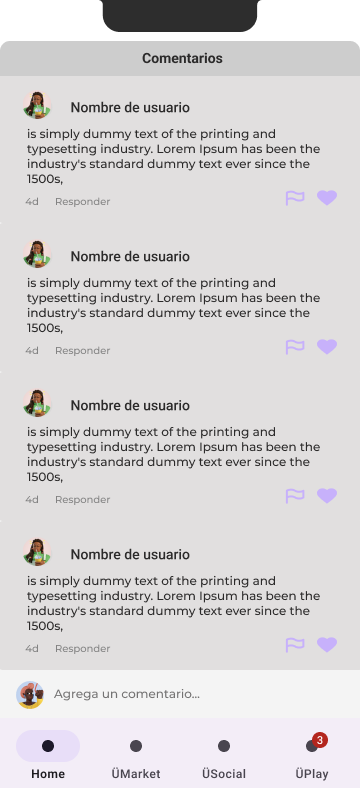 Comentarios
Nombre de usuario
is simply dummy text of the printing and
typesetting industry. Lorem Ipsum has been the
industry's standard dummy text ever since the
1500s,
4d Responder
Nombre de usuario
is simply dummy text of the printing and
typesetting industry. Lorem Ipsum has been the
industry's standard dummy text ever since the
1500s,
4d Responder
Nombre de usuario
is simply dummy text of the printing and
typesetting industry. Lorem Ipsum has been the
industry's standard dummy text ever since the
1500s,
4d Responder
Nombre de usuario
is simply dummy text of the printing and
typesetting industry. Lorem Ipsum has been the
industry's standard dummy text ever since the
1500s,
4d Responder
Agrega un comentario...
3
Home ÜMarket ÜSocial ÜPlay